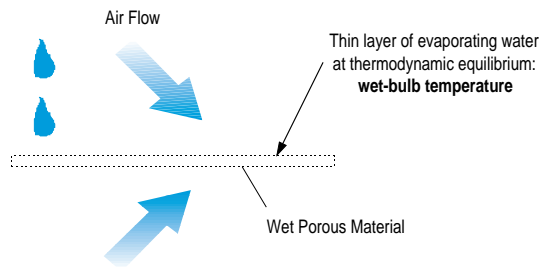 Air Flow
Thin layer of evaporating water
at thermodynamic equilibrium:
wet-bulb temperature
Wet Porous Material